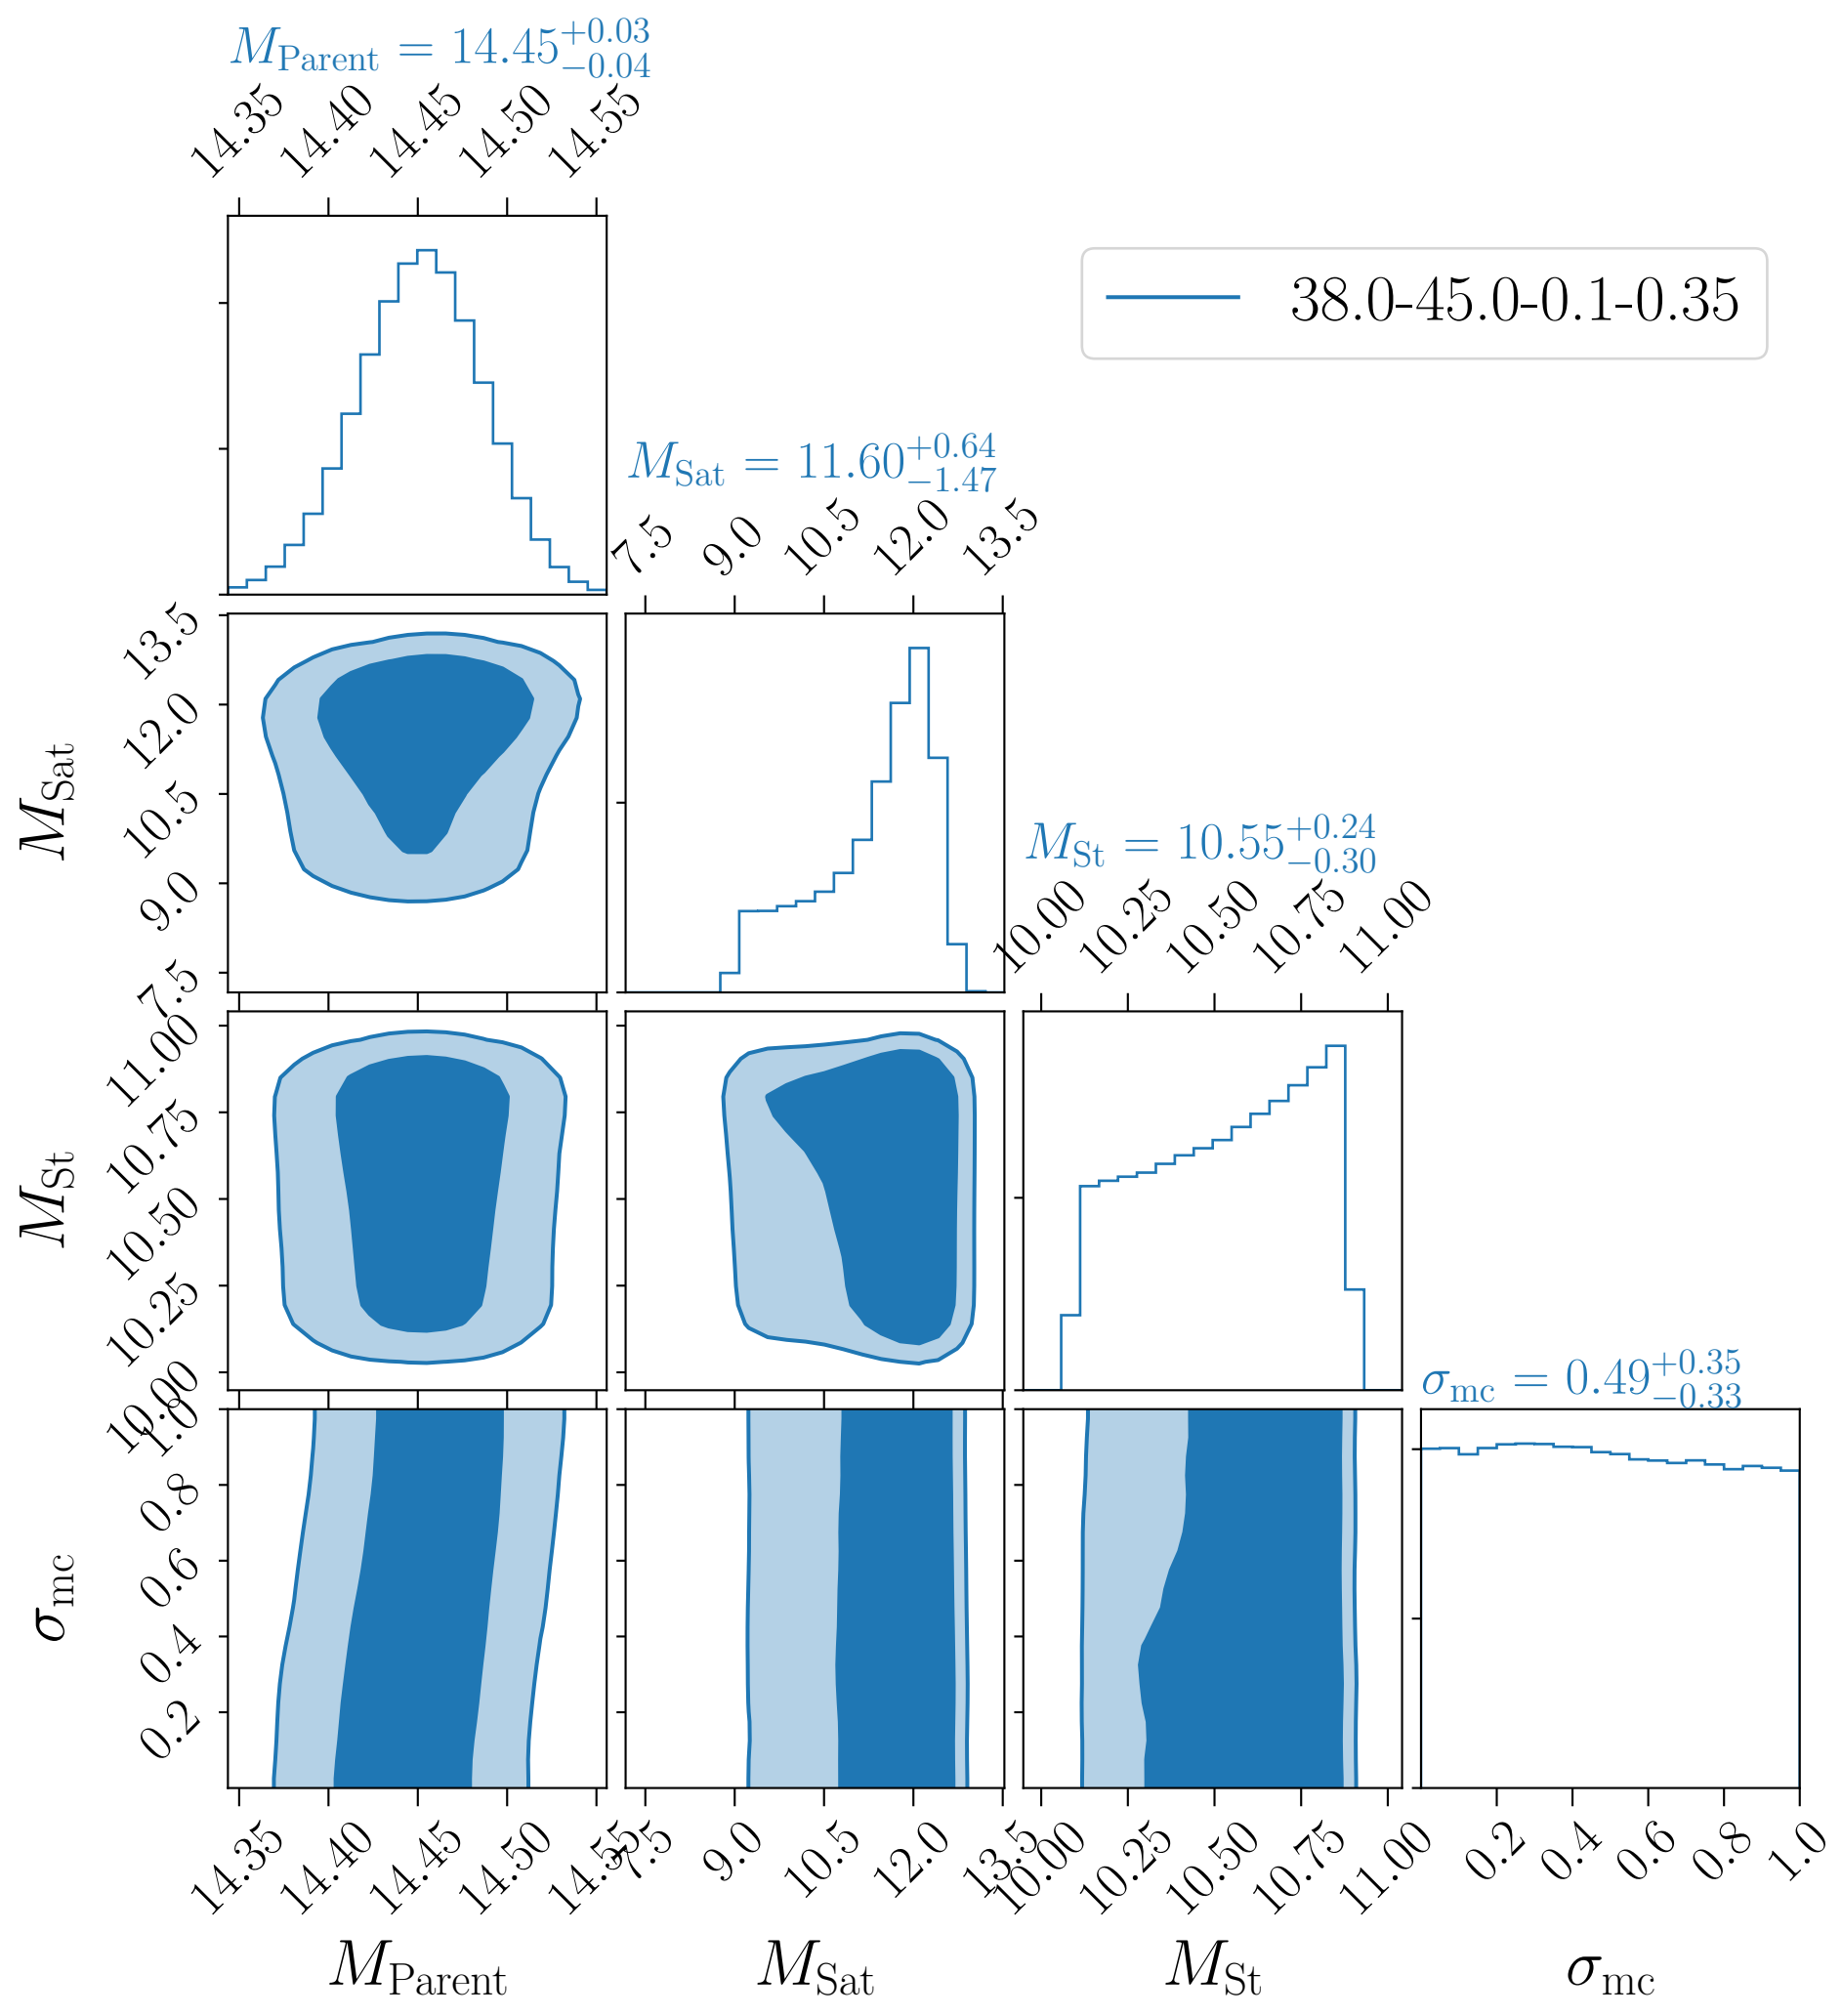 M_Parent = 14.45^{+0.03}_{-0.04}
14.35 14.40 14.45 14.50 14.55
38.0-45.0-0.1-0.35
M_Sat = 11.60^{+0.64}_{-1.47}
7.5 9.0 10.5 12.0 13.5
M_Sat
13.5
12.0
10.5
9.0
7.5
M_St = 10.55^{+0.24}_{-0.30}
10.00 10.25 10.50 10.75 11.00
M_St
11.00
10.75
10.50
10.25
10.00
σ_mc = 0.49^{+0.35}_{-0.33}
σ_mc
1.0
0.8
0.6
0.4
0.2
14.35 14.40 14.45 14.50 14.55 7.5 9.0 10.5 12.0 13.5 10.00 10.25 10.50 10.75 11.00 0.2 0.4 0.6 0.8 1.0
M_Parent M_Sat M_St σ_mc